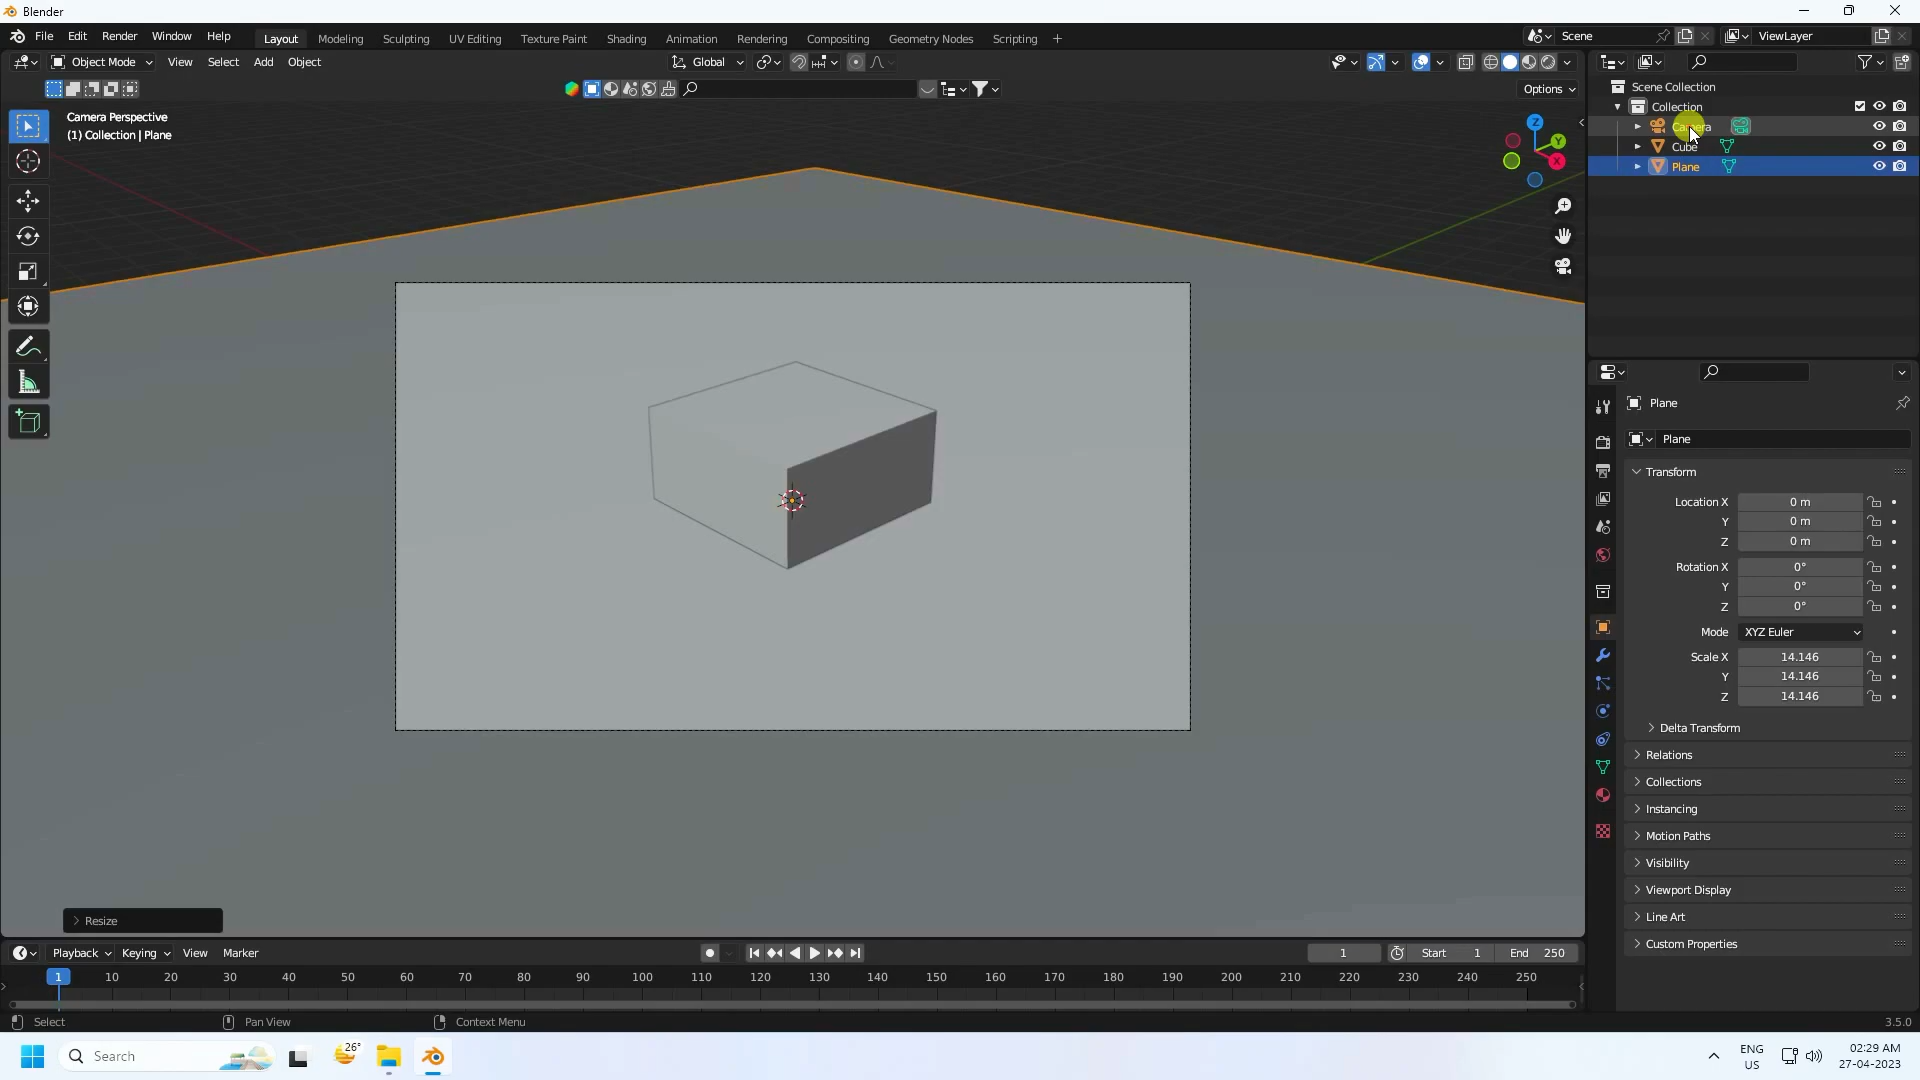 Blender
File Edit Render Window Help Layout Modeling Sculpting UV Editing Texture Paint Shading Animation Rendering Compositing Geometry Nodes Scripting + Scene ViewLayer
Object Mode View Select Add Object Global
Options
Camera Perspective
(1) Collection | Plane
Z
Y
X
Scene Collection
Collection
Camera
Cube
Plane
Plane
Plane
Transform
Location X 0 m
Y 0 m
Z 0 m
Rotation X 0°
Y 0°
Z 0°
Mode XYZ Euler
Scale X 14.146
Y 14.146
Z 14.146
Delta Transform
Relations
Collections
Instancing
Motion Paths
Visibility
Viewport Display
Line Art
Custom Properties
Resize
Playback Keying View Marker 1 Start 1 End 250
1 10 20 30 40 50 60 70 80 90 100 110 120 130 140 150 160 170 180 190 200 210 220 230 240 250
Select Pan View Context Menu 3.5.0
Search 26° ENG US 02:29 AM 27-04-2023